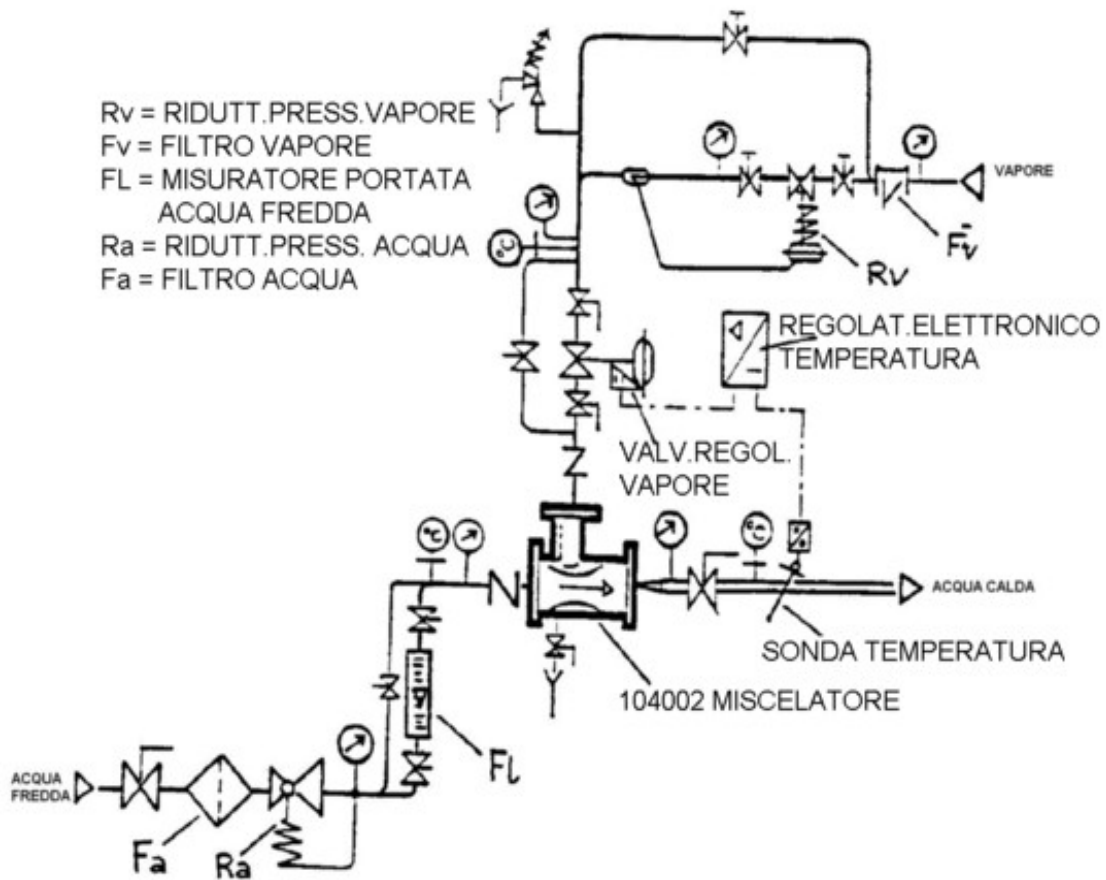 Rv = RIDUTT.PRESS.VAPORE
Fv = FILTRO VAPORE
FL = MISURATORE PORTATA
ACQUA FREDDA
Ra = RIDUTT.PRESS. ACQUA
Fa = FILTRO ACQUA
VAPORE
Fv
Rv
°C
REGOLAT.ELETTRONICO
TEMPERATURA
VALV.REGOL.
VAPORE
°C
°C
ACQUA CALDA
SONDA TEMPERATURA
104002 MISCELATORE
FL
ACQUA
FREDDA
Fa
Ra